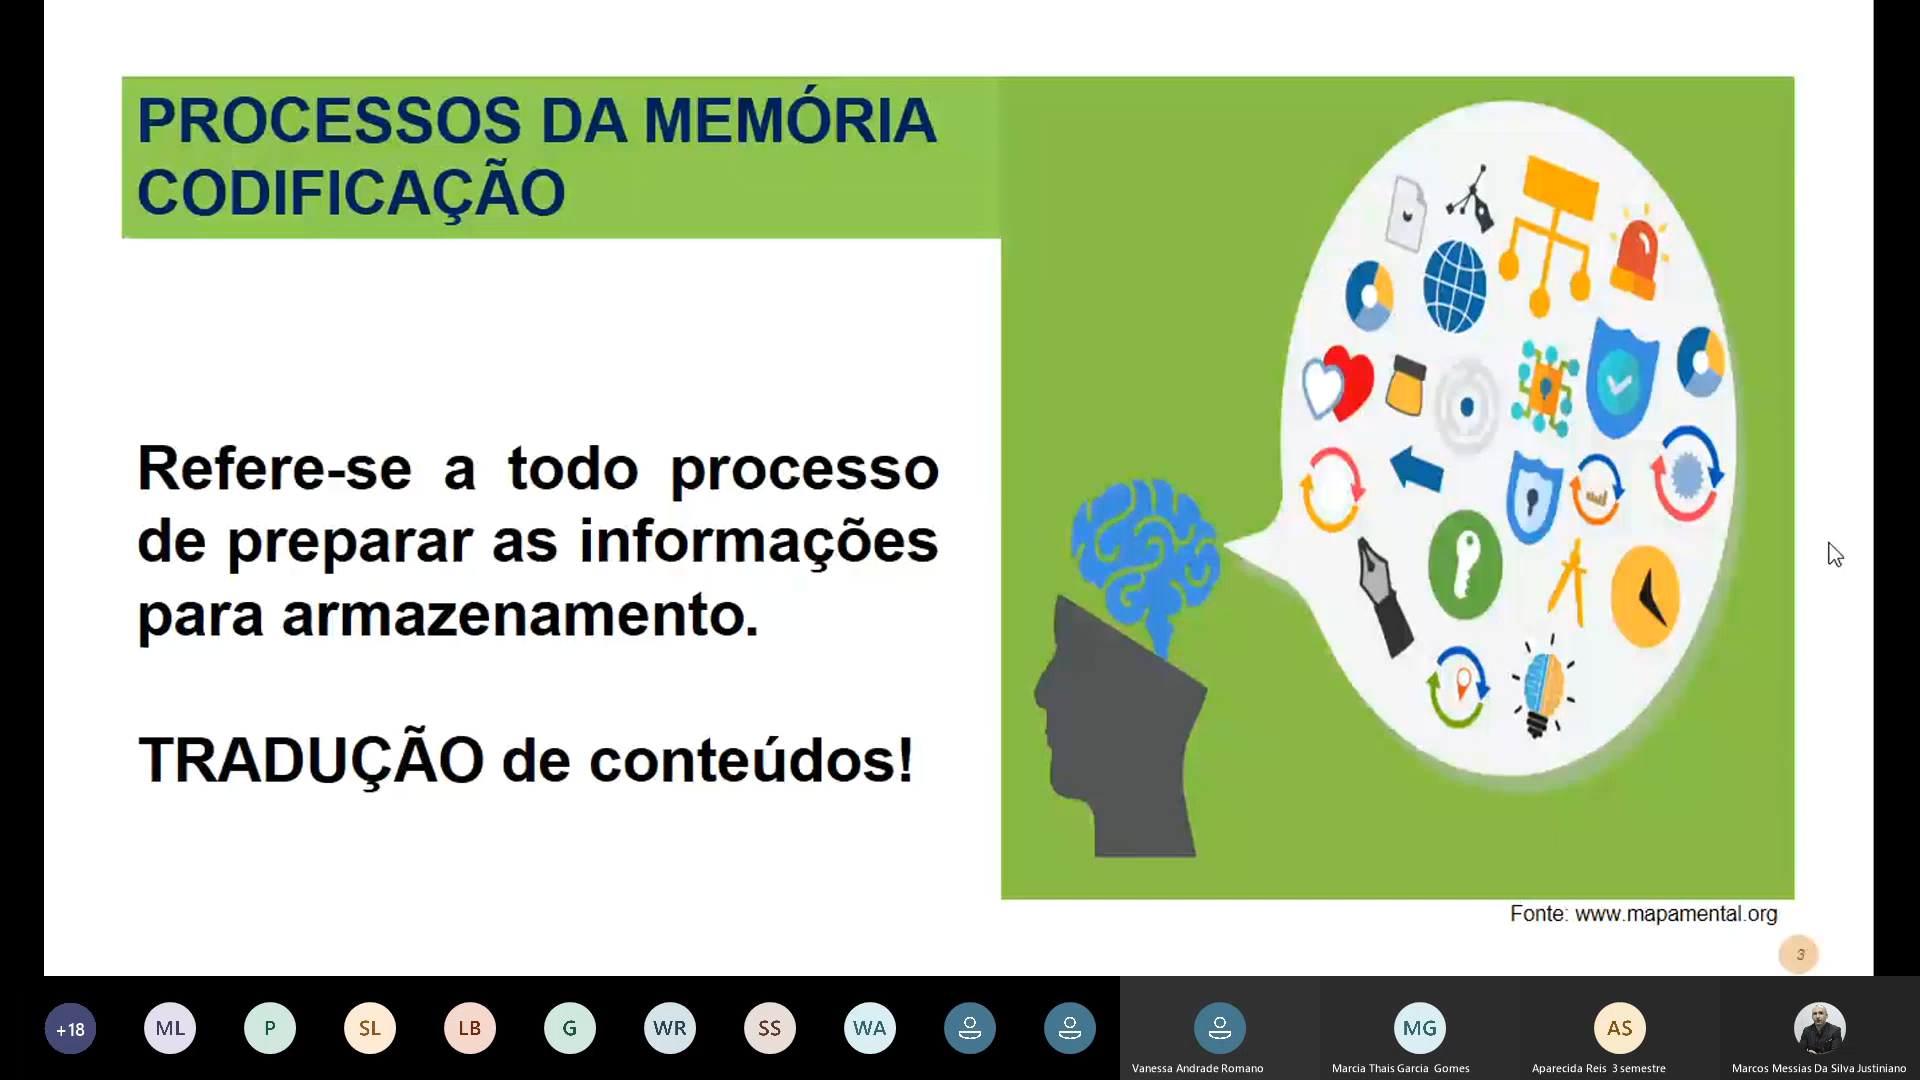 PROCESSOS DA MEMÓRIA
CODIFICAÇÃO
Refere-se a todo processo
de preparar as informações
para armazenamento.
TRADUÇÃO de conteúdos!
Fonte: www.mapamental.org
3
+18
ML
P
SL
LB
G
WR
SS
WA
MG
AS
Vanessa Andrade Romano
Marcia Thais Garcia Gomes
Aparecida Reis 3 semestre
Marcos Messias Da Silva Justiniano